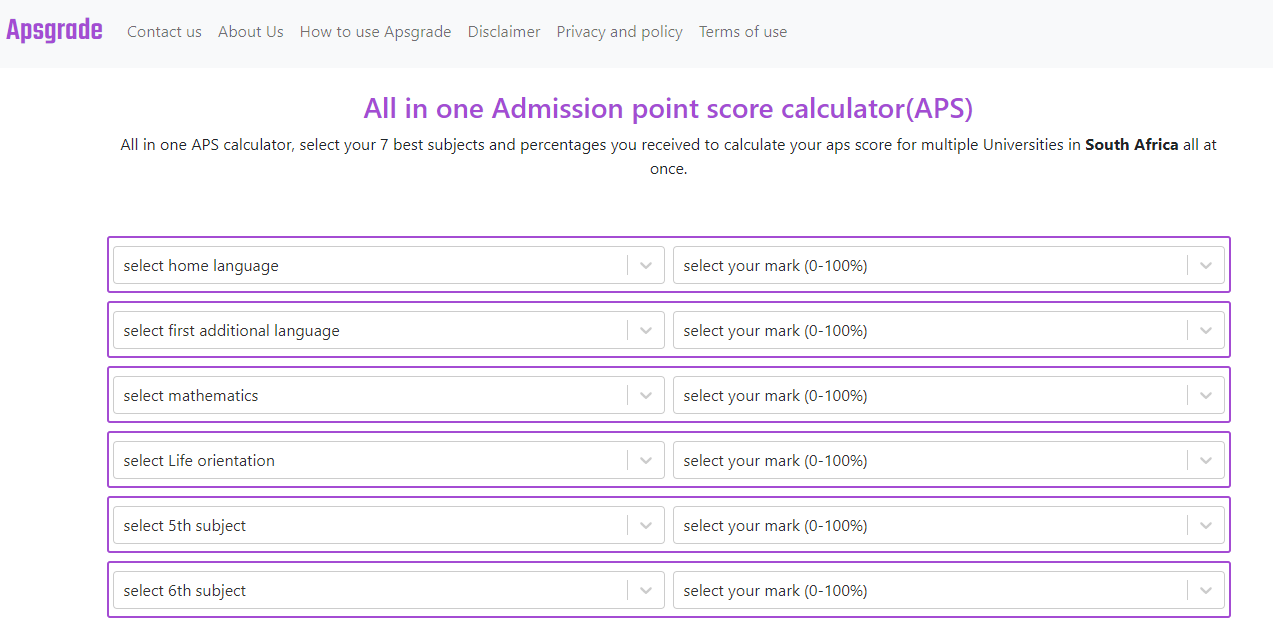 Apsgrade Contact us About Us How to use Apsgrade Disclaimer Privacy and policy Terms of use
All in one Admission point score calculator(APS)
All in one APS calculator, select your 7 best subjects and percentages you received to calculate your aps score for multiple Universities in South Africa all at
once.
select home language select your mark (0-100%)
select first additional language select your mark (0-100%)
select mathematics select your mark (0-100%)
select Life orientation select your mark (0-100%)
select 5th subject select your mark (0-100%)
select 6th subject select your mark (0-100%)